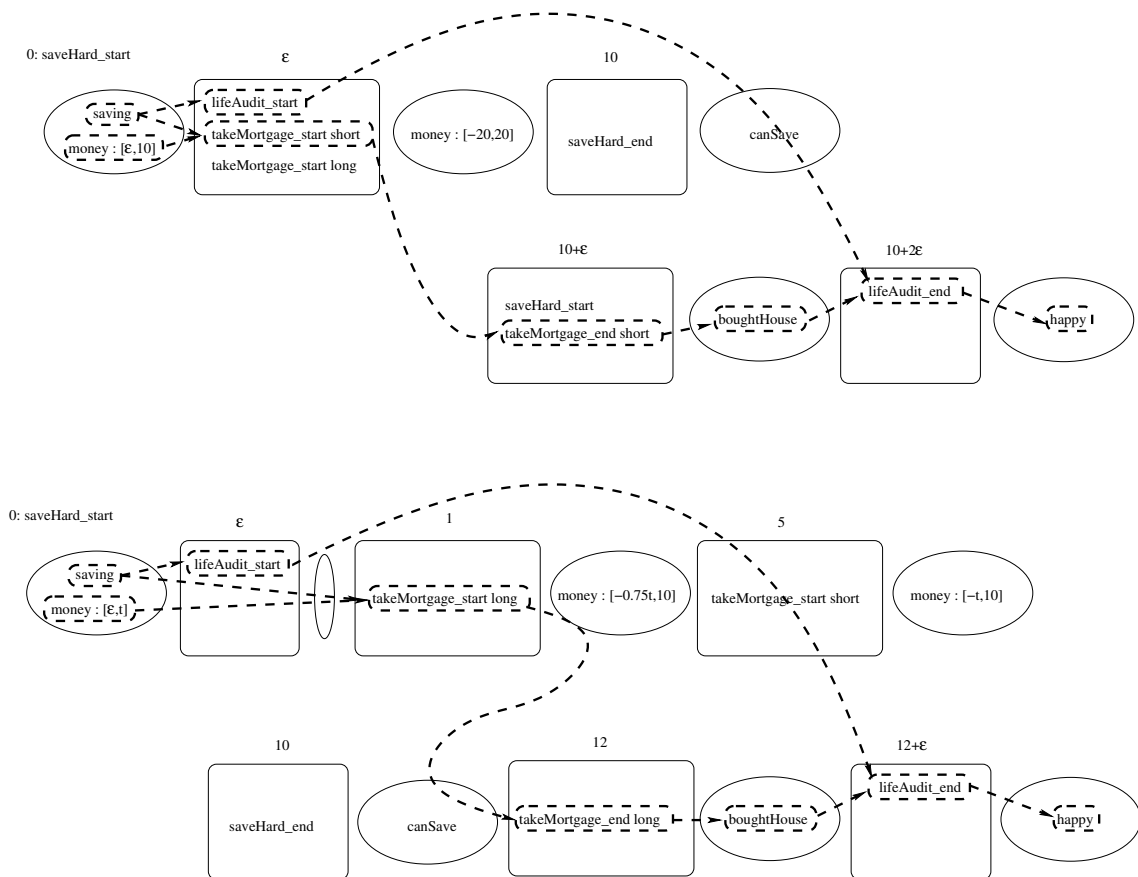 0: saveHard_start
ε
10
saving
money : [ε,10]
lifeAudit_start
takeMortgage_start short
takeMortgage_start long
money : [−20,20]
saveHard_end
canSave
10+ε
10+2ε
saveHard_start
takeMortgage_end short
boughtHouse
lifeAudit_end
happy
0: saveHard_start
ε
1
5
saving
money : [ε,t]
lifeAudit_start
takeMortgage_start long
money : [−0.75t,10]
takeMortgage_start short
money : [−t,10]
10
12
12+ε
saveHard_end
canSave
takeMortgage_end long
boughtHouse
lifeAudit_end
happy